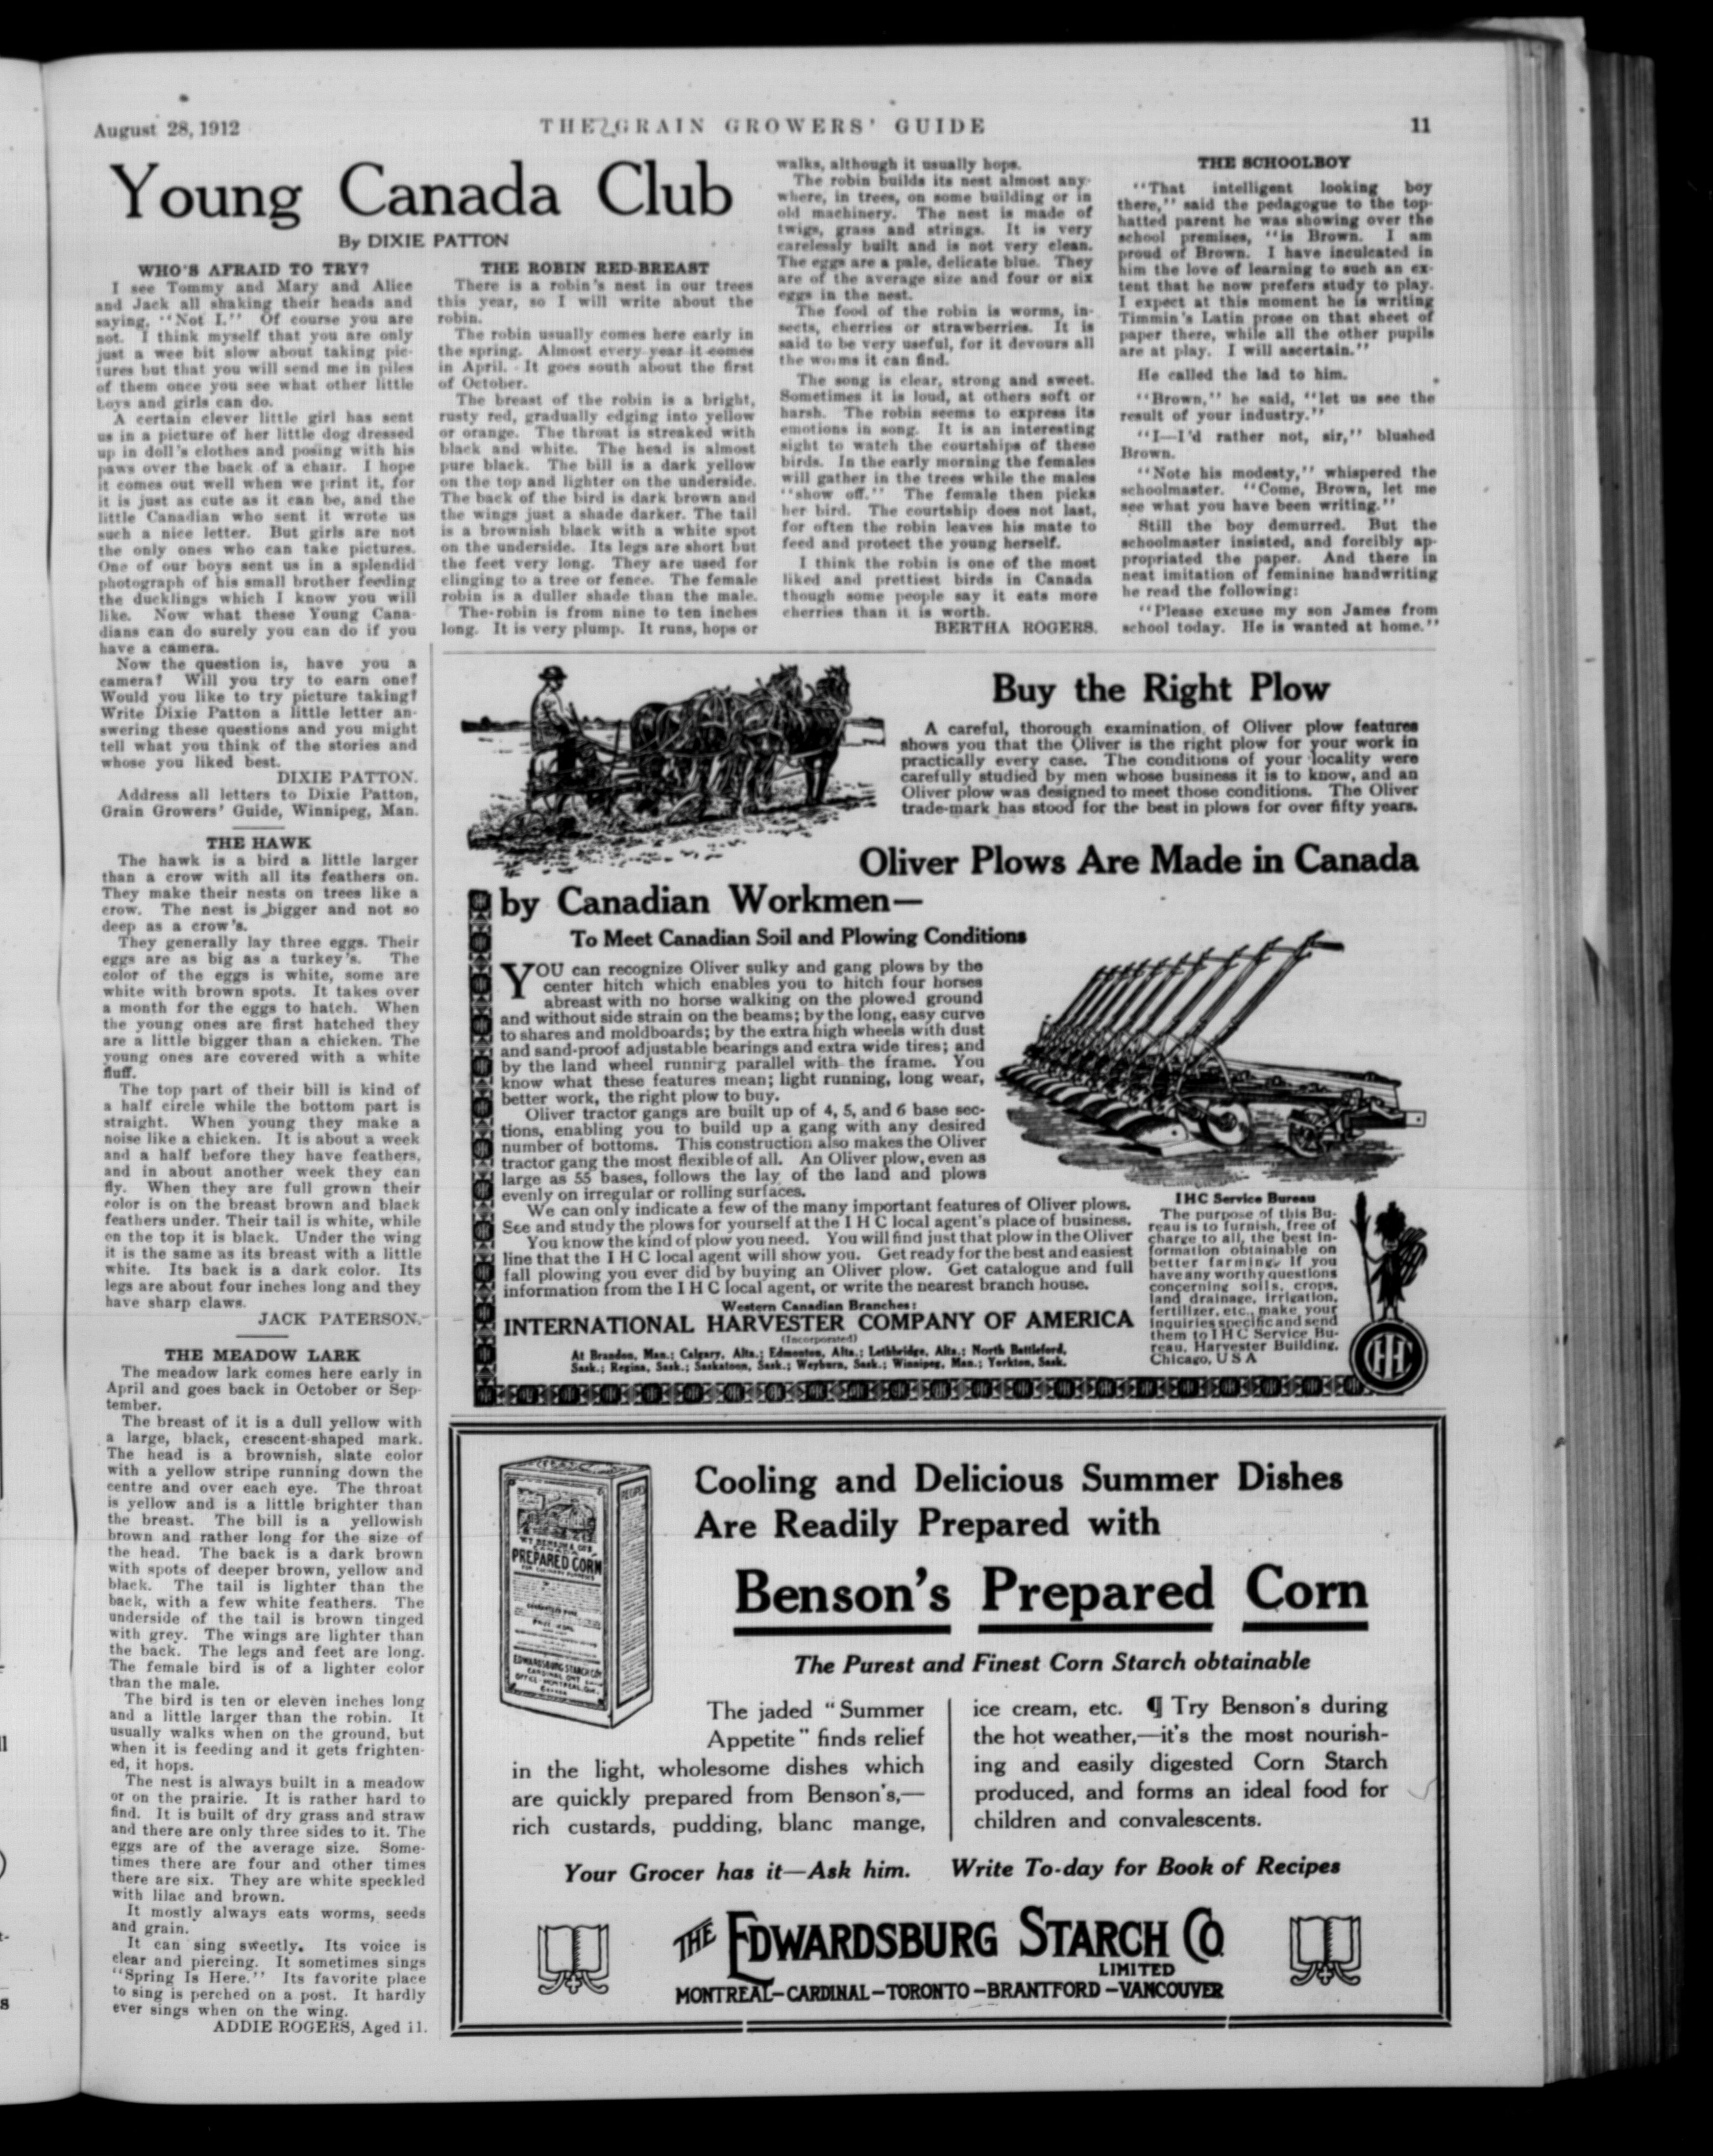 August 28, 1912
THE GRAIN GROWERS' GUIDE
11
Young Canada Club
By DIXIE PATTON
WHO'S AFRAID TO TRY?
I see Tommy and Mary and Alice
and Jack all shaking their heads and
saying, "Not I." Of course you are
not. I think myself that you are only
just a wee bit slow about taking pic-
tures but that you will send me in piles
of them once you see what other little
boys and girls can do.
A certain clever little girl has sent
us in a picture of her little dog dressed
up in doll's clothes and posing with his
paws over the back of a chair. I hope
it comes out well when we print it, for
it is just as cute as it can be, and the
little Canadian who sent it wrote us
such a nice letter. But girls are not
the only ones who can take pictures.
One of our boys sent us in a splendid
photograph of his small brother feeding
the ducklings which I know you will
like. Now what these Young Cana-
dians can do surely you can do if you
have a camera.
Now the question is, have you a
camera? Will you try to earn one?
Would you like to try picture taking?
Write Dixie Patton a little letter an-
swering these questions and you might
tell what you think of the stories and
whose you liked best.
DIXIE PATTON.
Address all letters to Dixie Patton,
Grain Growers' Guide, Winnipeg, Man.
THE HAWK
The hawk is a bird a little larger
than a crow with all its feathers on.
They make their nests on trees like a
crow. The nest is bigger and not so
deep as a crow's.
They generally lay three eggs. Their
eggs are as big as a turkey's. The
color of the eggs is white, some are
white with brown spots. It takes over
a month for the eggs to hatch. When
the young ones are first hatched they
are a little bigger than a chicken. The
young ones are covered with a white
fluff.
The top part of their bill is kind of
a half circle while the bottom part is
straight. When young they make a
noise like a chicken. It is about a week
and a half before they have feathers,
and in about another week they can
fly. When they are full grown their
color is on the breast brown and black
feathers under. Their tail is white, while
on the top it is black. Under the wing
it is the same as its breast with a little
white. Its back is a dark color. Its
legs are about four inches long and they
have sharp claws.
JACK PATERSON.
THE MEADOW LARK
The meadow lark comes here early in
April and goes back in October or Sep-
tember.
The breast of it is a dull yellow with
a large, black, crescent-shaped mark.
The head is a brownish, slate color
with a yellow stripe running down the
centre and over each eye. The throat
is yellow and is a little brighter than
the breast. The bill is a yellowish
brown and rather long for the size of
the head. The back is a dark brown
with spots of deeper brown, yellow and
black. The tail is lighter than the
back, with a few white feathers. The
underside of the tail is brown tinged
with grey. The wings are lighter than
the back. The legs and feet are long.
The female bird is of a lighter color
than the male.
The bird is ten or eleven inches long
and a little larger than the robin. It
usually walks when on the ground, but
when it is feeding and it gets frighten-
ed, it hops.
The nest is always built in a meadow
or on the prairie. It is rather hard to
find. It is built of dry grass and straw
and there are only three sides to it. The
eggs are of the average size. Some-
times there are four and other times
there are six. They are white speckled
with lilac and brown.
It mostly always eats worms, seeds
and grain.
It can sing sweetly. Its voice is
clear and piercing. It sometimes sings
"Spring Is Here." Its favorite place
to sing is perched on a post. It hardly
ever sings when on the wing.
ADDIE ROGERS, Aged 11.
THE ROBIN RED-BREAST
There is a robin's nest in our trees
this year, so I will write about the
robin.
The robin usually comes here early in
the spring. Almost every year it comes
in April. It goes south about the first
of October.
The breast of the robin is a bright,
rusty red, gradually edging into yellow
or orange. The throat is streaked with
black and white. The head is almost
pure black. The bill is a dark yellow
on the top and lighter on the underside.
The back of the bird is dark brown and
the wings just a shade darker. The tail
is a brownish black with a white spot
on the underside. Its legs are short but
the feet very long. They are used for
clinging to a tree or fence. The female
robin is a duller shade than the male.
The robin is from nine to ten inches
long. It is very plump. It runs, hops or
walks, although it usually hops.
The robin builds its nest almost any-
where, in trees, on some building or in
old machinery. The nest is made of
twigs, grass and strings. It is very
carelessly built and is not very clean.
The eggs are a pale, delicate blue. They
are of the average size and four or six
eggs in the nest.
The food of the robin is worms, in-
sects, cherries or strawberries. It is
said to be very useful, for it devours all
the worms it can find.
The song is clear, strong and sweet.
Sometimes it is loud, at others soft or
harsh. The robin seems to express its
emotions in song. It is an interesting
sight to watch the courtships of these
birds. In the early morning the females
will gather in the trees while the males
"show off." The female then picks
her bird. The courtship does not last,
for often the robin leaves his mate to
feed and protect the young herself.
I think the robin is one of the most
liked and prettiest birds in Canada
though some people say it eats more
cherries than it is worth.
BERTHA ROGERS.
THE SCHOOLBOY
"That intelligent looking boy
there," said the pedagogue to the top-
hatted parent he was showing over the
school premises, "is Brown. I am
proud of Brown. I have inculcated in
him the love of learning to such an ex-
tent that he now prefers study to play.
I expect at this moment he is writing
Timmin's Latin prose on that sheet of
paper there, while all the other pupils
are at play. I will ascertain."
He called the lad to him.
"Brown," he said, "let us see the
result of your industry."
"I—I'd rather not, sir," blushed
Brown.
"Note his modesty," whispered the
schoolmaster. "Come, Brown, let me
see what you have been writing."
Still the boy demurred. But the
schoolmaster insisted, and forcibly ap-
propriated the paper. And there in
neat imitation of feminine handwriting
he read the following:
"Please excuse my son James from
school today. He is wanted at home."
Buy the Right Plow
A careful, thorough examination of Oliver plow features
shows you that the Oliver is the right plow for your work in
practically every case. The conditions of your locality were
carefully studied by men whose business it is to know, and an
Oliver plow was designed to meet those conditions. The Oliver
trade-mark has stood for the best in plows for over fifty years.
Oliver Plows Are Made in Canada
by Canadian Workmen—
To Meet Canadian Soil and Plowing Conditions
YOU can recognize Oliver sulky and gang plows by the
center hitch which enables you to hitch four horses
abreast with no horse walking on the plowed ground
and without side strain on the beams; by the long, easy curve
to shares and moldboards; by the extra high wheels with dust
and sand-proof adjustable bearings and extra wide tires; and
by the land wheel running parallel with the frame. You
know what these features mean; light running, long wear,
better work, the right plow to buy.
Oliver tractor gangs are built up of 4, 5, and 6 base sec-
tions, enabling you to build up a gang with any desired
number of bottoms. This construction also makes the Oliver
tractor gang the most flexible of all. An Oliver plow, even as
large as 55 bases, follows the lay of the land and plows
evenly on irregular or rolling surfaces.
We can only indicate a few of the many important features of Oliver plows.
See and study the plows for yourself at the I H C local agent's place of business.
You know the kind of plow you need. You will find just that plow in the Oliver
line that the I H C local agent will show you. Get ready for the best and easiest
fall plowing you ever did by buying an Oliver plow. Get catalogue and full
information from the I H C local agent, or write the nearest branch house.
Western Canadian Branches:
INTERNATIONAL HARVESTER COMPANY OF AMERICA
(Incorporated)
At Brandon, Man.; Calgary, Alta.; Edmonton, Alta.; Lethbridge, Alta.; North Battleford,
Sask.; Regina, Sask.; Saskatoon, Sask.; Weyburn, Sask.; Winnipeg, Man.; Yorkton, Sask.
IHC Service Bureau
The purpose of this Bu-
reau is to furnish, free of
charge to all, the best in-
formation obtainable on
better farming. If you
have any worthy questions
concerning soils, crops,
land drainage, irrigation,
fertilizer, etc., make your
inquiries specific and send
them to I H C Service Bu-
reau, Harvester Building,
Chicago, U S A
IHC
RECIPES
W.T. BENSON & CO'S
CANADA
PREPARED CORN
FOR CULINARY PURPOSES
EDWARDSBURG STARCH CO
CARDINAL ONT
OFFICE - MONTREAL, Que.
Cooling and Delicious Summer Dishes
Are Readily Prepared with
Benson's Prepared Corn
The Purest and Finest Corn Starch obtainable
The jaded "Summer
Appetite" finds relief
in the light, wholesome dishes which
are quickly prepared from Benson's,—
rich custards, pudding, blanc mange,
ice cream, etc. ¶ Try Benson's during
the hot weather,—it's the most nourish-
ing and easily digested Corn Starch
produced, and forms an ideal food for
children and convalescents.
Your Grocer has it—Ask him. Write To-day for Book of Recipes
THE EDWARDSBURG STARCH CO
LIMITED
MONTREAL—CARDINAL—TORONTO—BRANTFORD—VANCOUVER